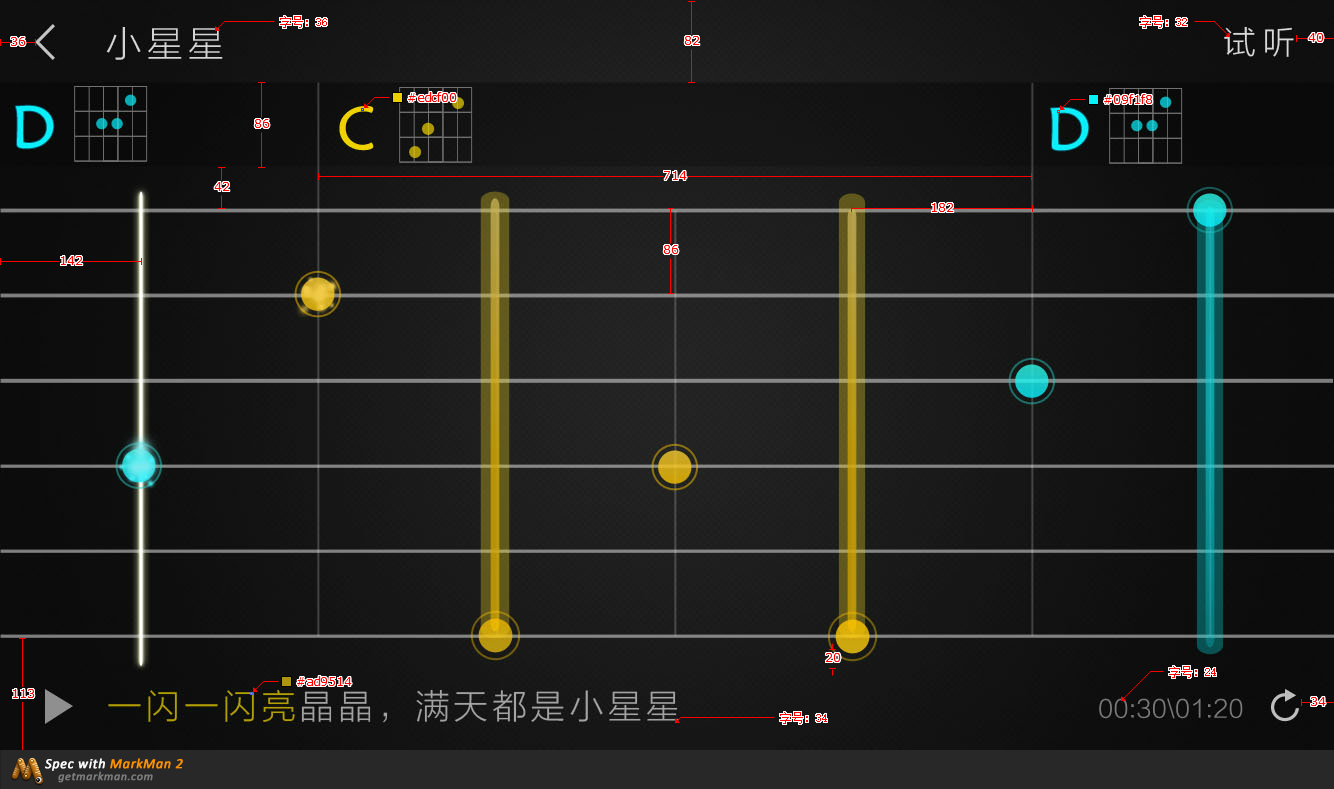 36
小星星
字号: 36
82
字号: 32
试听
40
D
86
C
#edcf00
D
#09f1f8
42
714
182
142
86
20
113
#ad9514
一闪一闪亮晶晶，满天都是小星星
字号: 34
字号: 24
00:30\01:20
34
Spec with MarkMan 2
getmarkman.com